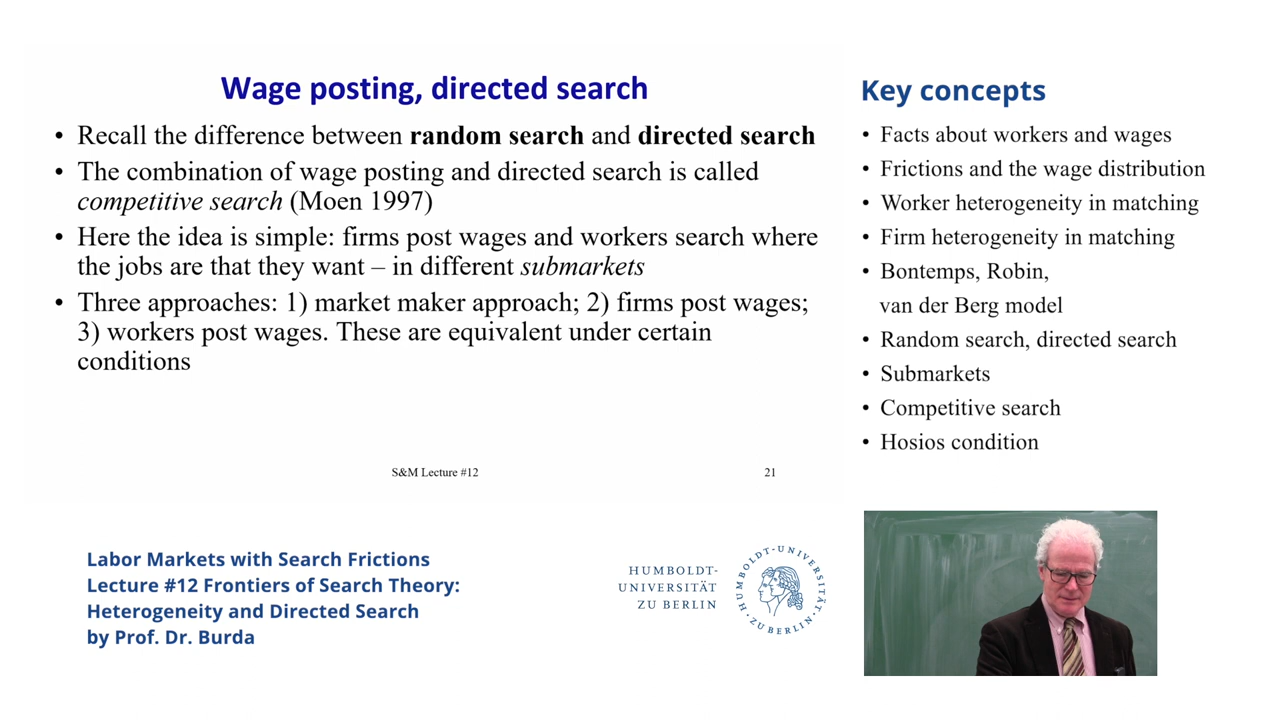 Wage posting, directed search
• Recall the difference between random search and directed search
• The combination of wage posting and directed search is called
competitive search (Moen 1997)
• Here the idea is simple: firms post wages and workers search where
the jobs are that they want – in different submarkets
• Three approaches: 1) market maker approach; 2) firms post wages;
3) workers post wages. These are equivalent under certain
conditions
S&M Lecture #12
21
Key concepts
• Facts about workers and wages
• Frictions and the wage distribution
• Worker heterogeneity in matching
• Firm heterogeneity in matching
• Bontemps, Robin,
van der Berg model
• Random search, directed search
• Submarkets
• Competitive search
• Hosios condition
Labor Markets with Search Frictions
Lecture #12 Frontiers of Search Theory:
Heterogeneity and Directed Search
by Prof. Dr. Burda
HUMBOLDT-
UNIVERSITÄT
ZU BERLIN
HUMBOLDT-UNIVERSITÄT
ZU BERLIN